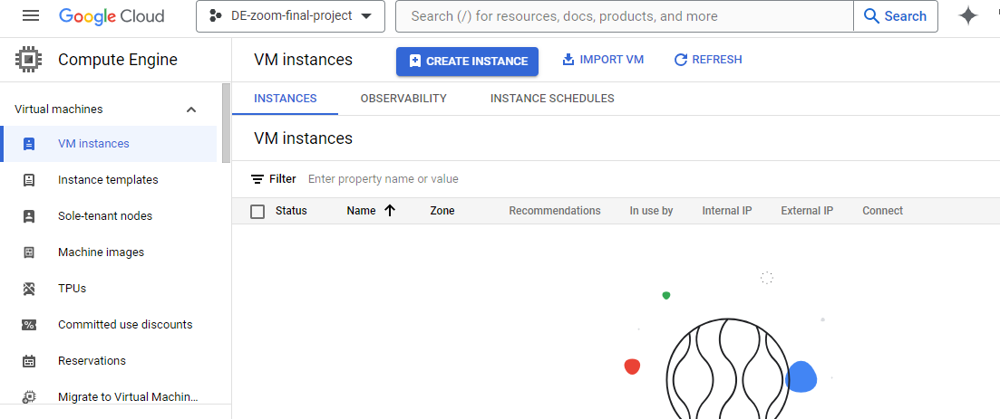 Google Cloud
DE-zoom-final-project
Search (/) for resources, docs, products, and more
Search
Compute Engine
VM instances
CREATE INSTANCE
IMPORT VM
REFRESH
Virtual machines
VM instances
Instance templates
Sole-tenant nodes
Machine images
TPUs
Committed use discounts
Reservations
Migrate to Virtual Machin...
INSTANCES
OBSERVABILITY
INSTANCE SCHEDULES
VM instances
Filter
Enter property name or value
Status
Name
Zone
Recommendations
In use by
Internal IP
External IP
Connect